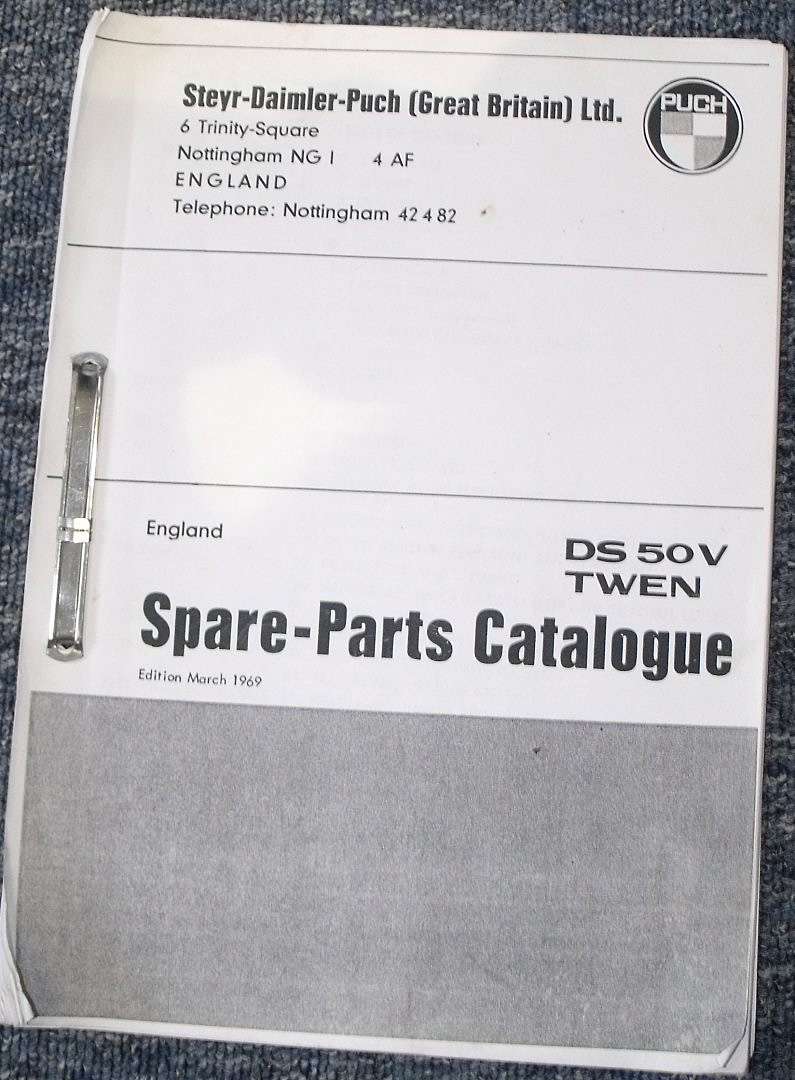 Steyr-Daimler-Puch (Great Britain) Ltd.
PUCH
6 Trinity-Square
Nottingham NG 1 4 AF
ENGLAND
Telephone: Nottingham 42 4 82
England
DS 50 V
TWEN
Spare-Parts Catalogue
Edition March 1969